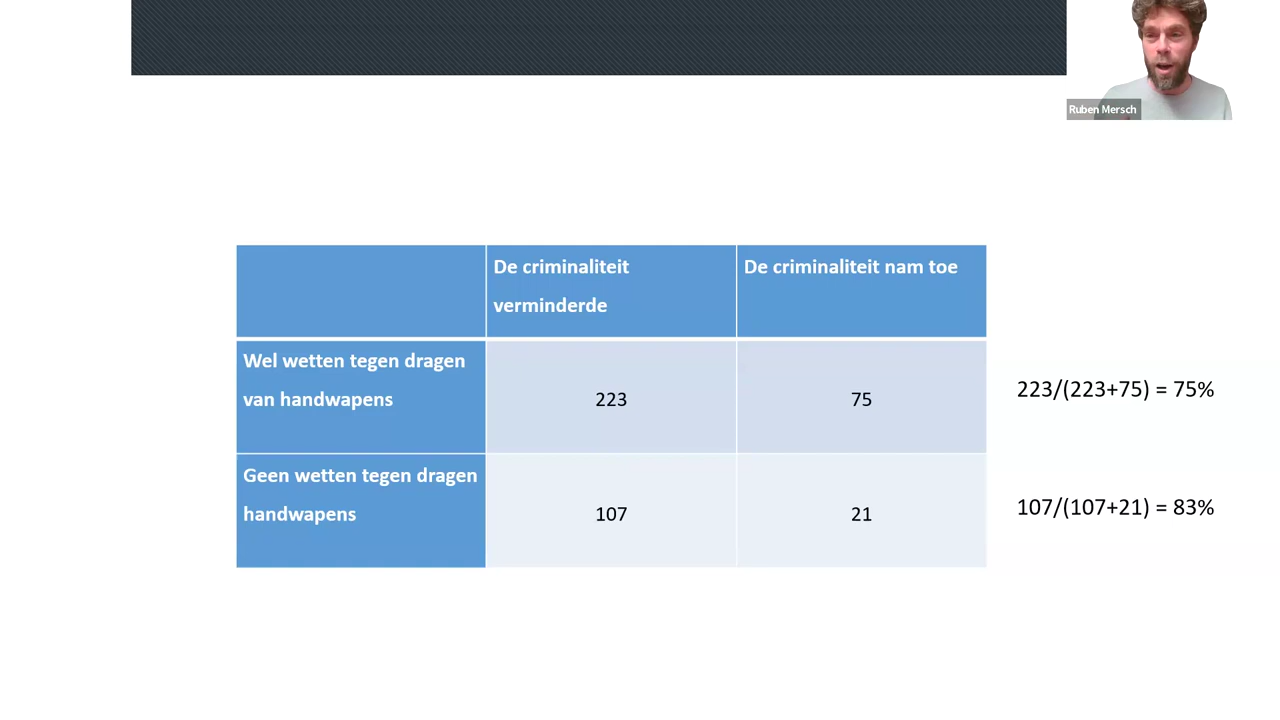 Ruben Mersch
De criminaliteit
verminderde
De criminaliteit nam toe
Wel wetten tegen dragen
van handwapens
223
75
223/(223+75) = 75%
Geen wetten tegen dragen
handwapens
107
21
107/(107+21) = 83%